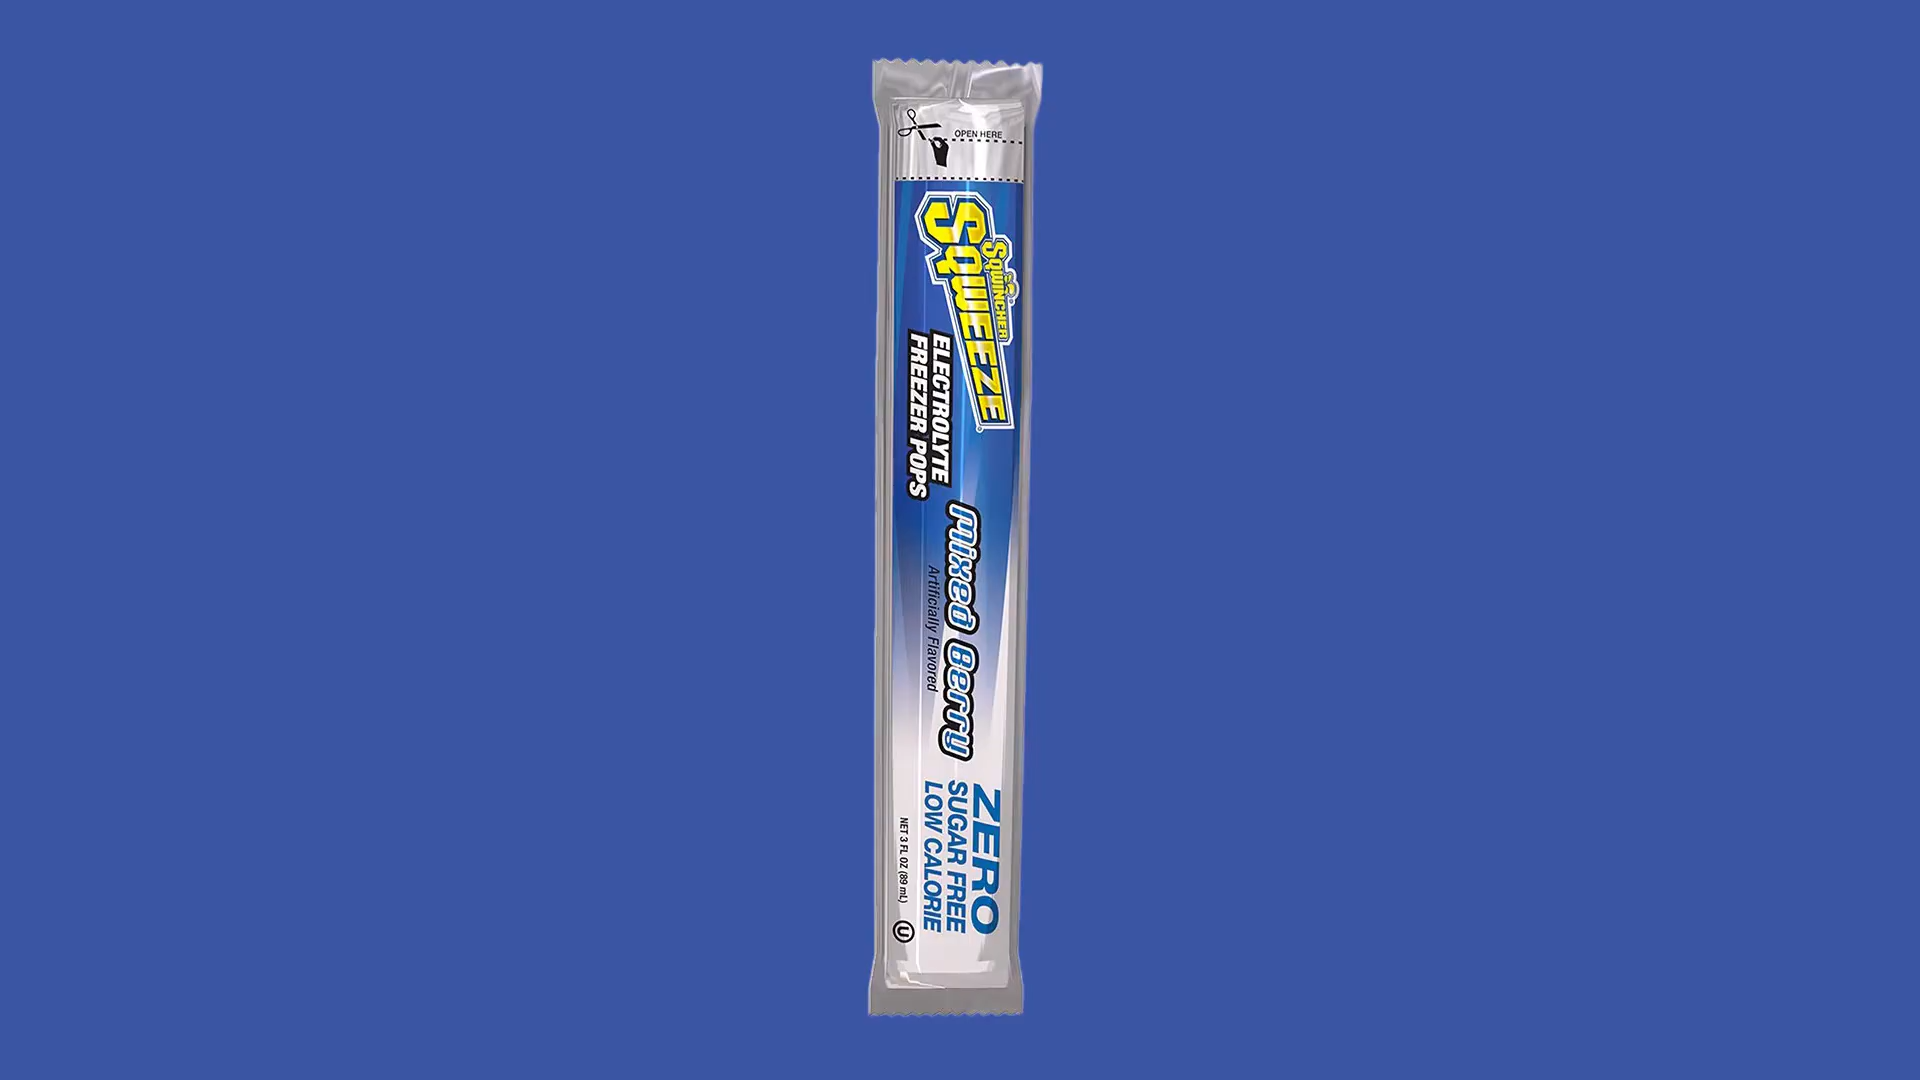 OPEN HERE
SQWINCHER
SQWEEZE
ELECTROLYTE
FREEZER POPS
Mixed Berry
Artificially Flavored
ZERO
SUGAR FREE
LOW CALORIE
NET 3 FL OZ (89 mL)
U